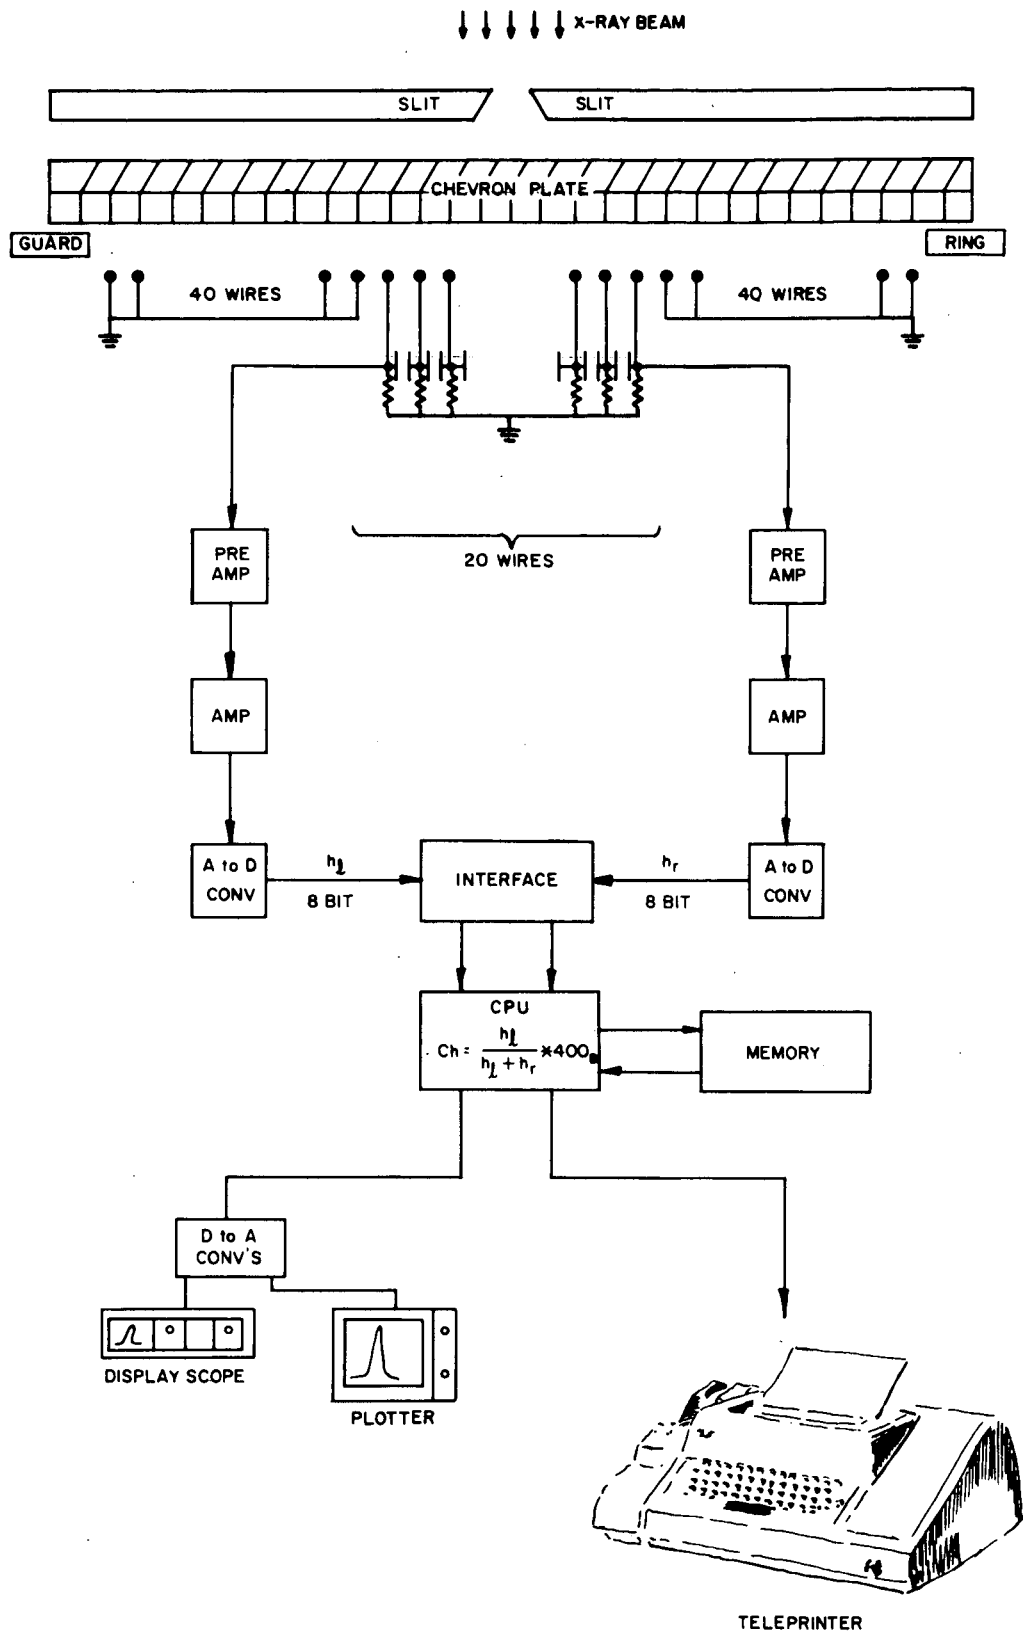 X-RAY BEAM
SLIT
SLIT
CHEVRON PLATE
GUARD
RING
40 WIRES
40 WIRES
20 WIRES
PRE
AMP
PRE
AMP
AMP
AMP
A to D
CONV
hℓ
8 BIT
INTERFACE
hr
8 BIT
A to D
CONV
CPU
Ch = hℓ / hℓ + hr *400
MEMORY
D to A
CONV'S
DISPLAY SCOPE
PLOTTER
TELEPRINTER